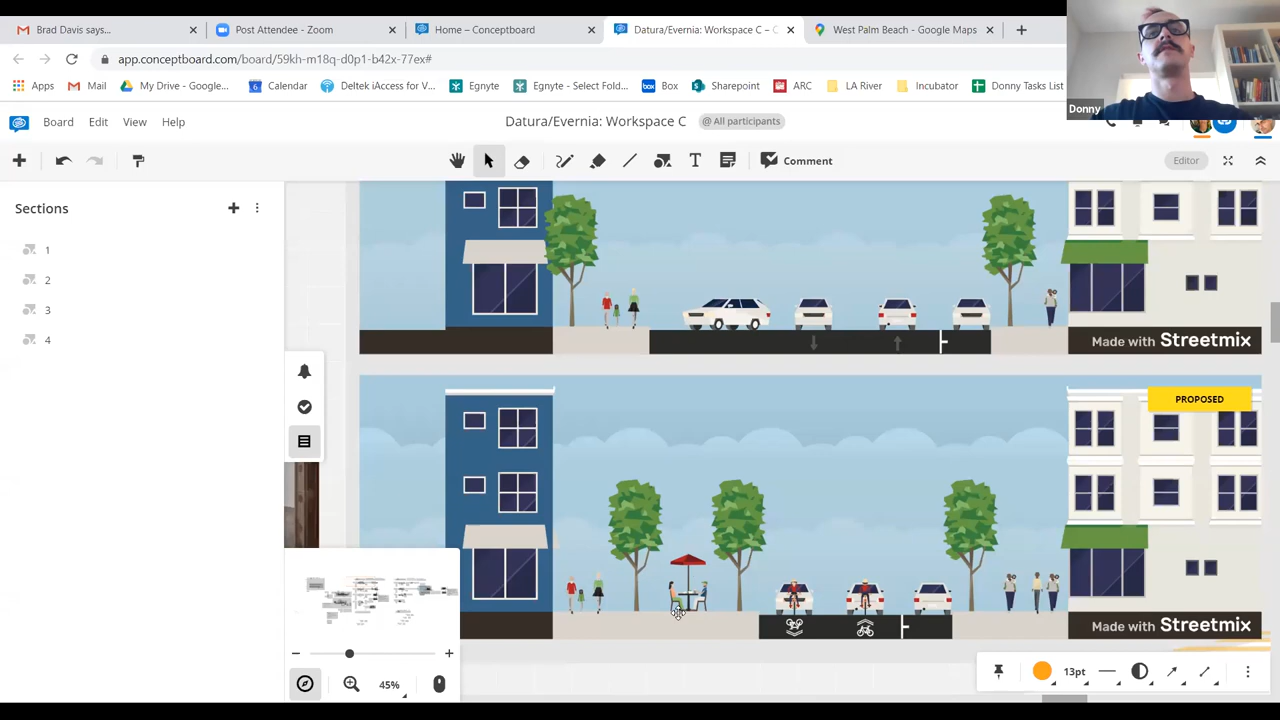 Brad Davis says...
Post Attendee - Zoom
Home – Conceptboard
Datura/Evernia: Workspace C – C
West Palm Beach - Google Maps
app.conceptboard.com/board/59kh-m18q-d0p1-b42x-77ex#
Apps
Mail
My Drive - Google...
Calendar
Deltek iAccess for V...
Egnyte
Egnyte - Select Fold...
box
Box
Sharepoint
ARC
LA River
Incubator
Donny Tasks List
Donny
Board
Edit
View
Help
Datura/Evernia: Workspace C
@ All participants
Comment
Editor
Sections
1
2
3
4
Made with Streetmix
PROPOSED
Made with Streetmix
45%
13pt